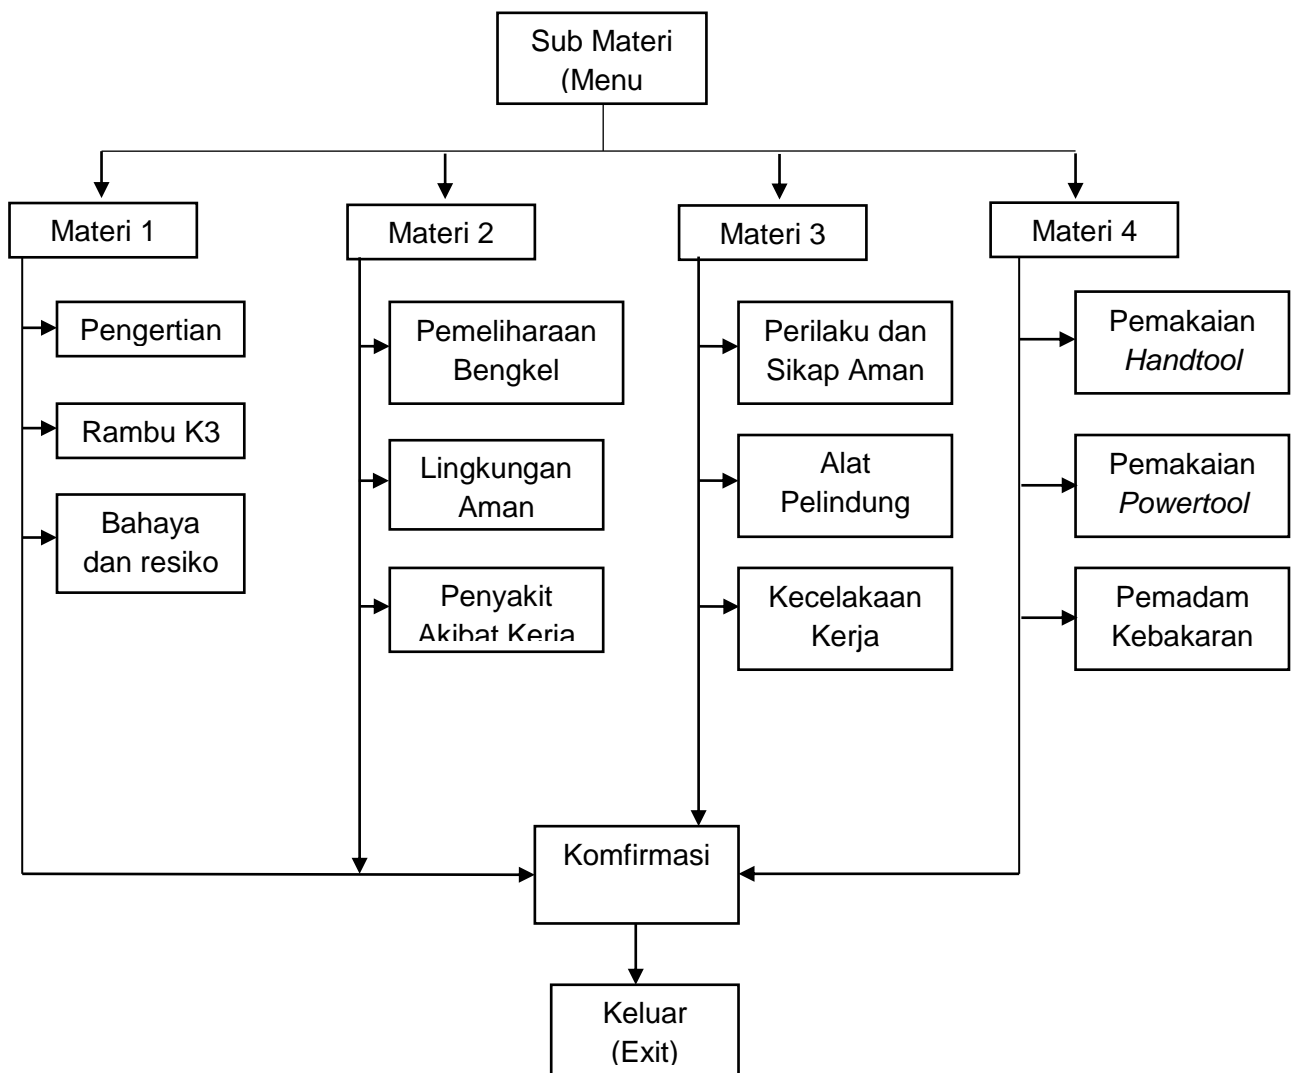 Sub Materi
(Menu
Materi 1
Materi 2
Materi 3
Materi 4
Pengertian
Rambu K3
Bahaya
dan resiko
Pemeliharaan
Bengkel
Lingkungan
Aman
Penyakit
Akibat Kerja
Perilaku dan
Sikap Aman
Alat
Pelindung
Kecelakaan
Kerja
Pemakaian
Handtool
Pemakaian
Powertool
Pemadam
Kebakaran
Komfirmasi
Keluar
(Exit)